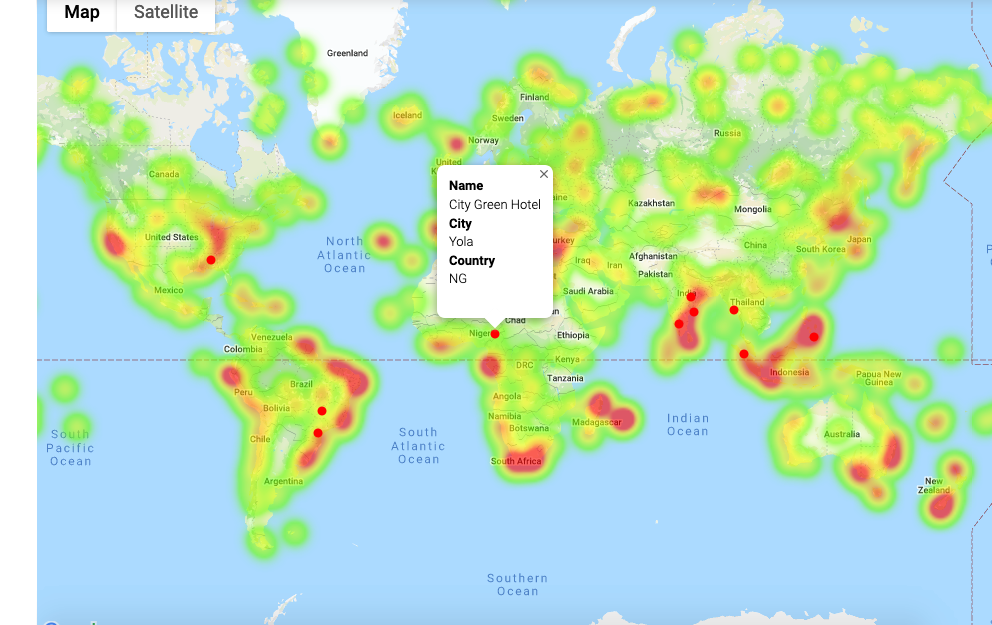 Map
Satellite
Greenland
Iceland
Finland
Sweden
Norway
Russia
United
Canada
Kazakhstan
Mongolia
United States
North
Atlantic
Ocean
Name
City Green Hotel
City
Yola
Country
NG
Iraq
Iran
Afghanistan
Pakistan
China
South Korea
Japan
Mexico
Saudi Arabia
Thailand
Chad
Ethiopia
Venezuela
Colombia
DRC
Kenya
Tanzania
Indonesia
Papua New
Guinea
Peru
Brazil
Bolivia
Angola
Namibia
Botswana
Madagascar
Indian
Ocean
South
Pacific
Ocean
South
Atlantic
Ocean
Chile
Australia
South Africa
Argentina
New
Zealand
Southern
Ocean